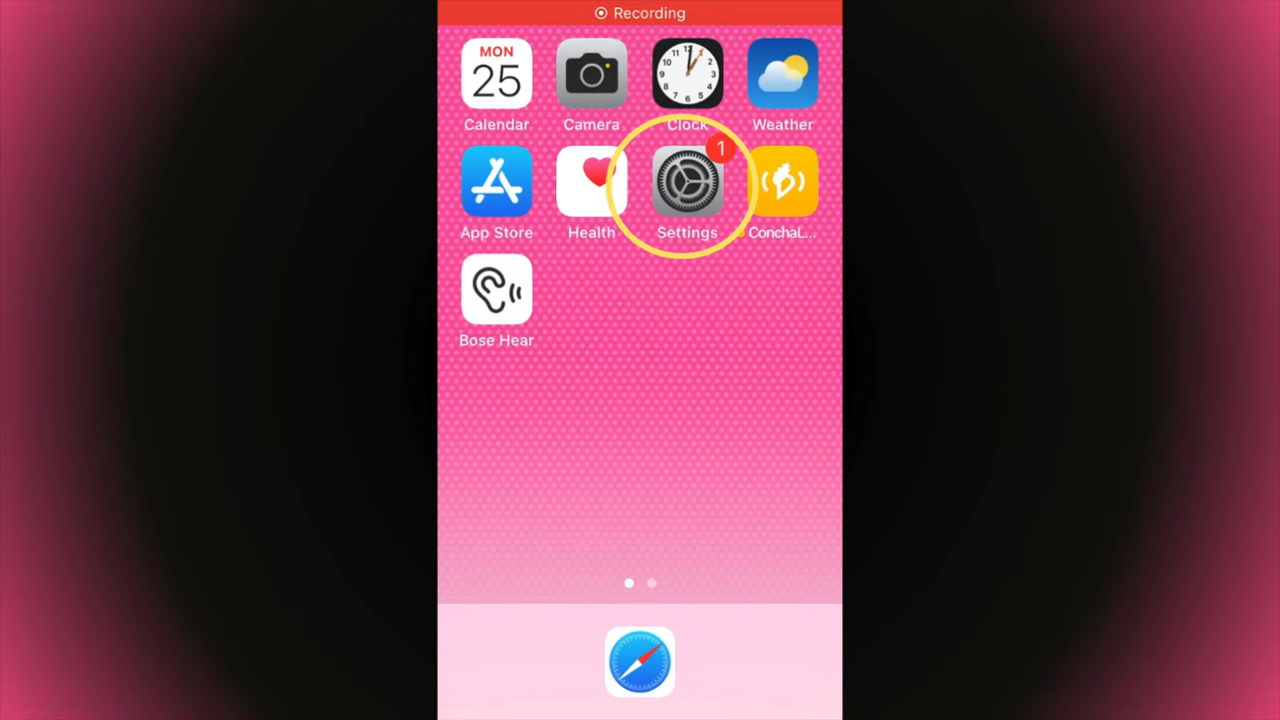 Recording
MON
25
Calendar
Camera
Clock
Weather
1
App Store
Health
Settings
ConchaL...
Bose Hear